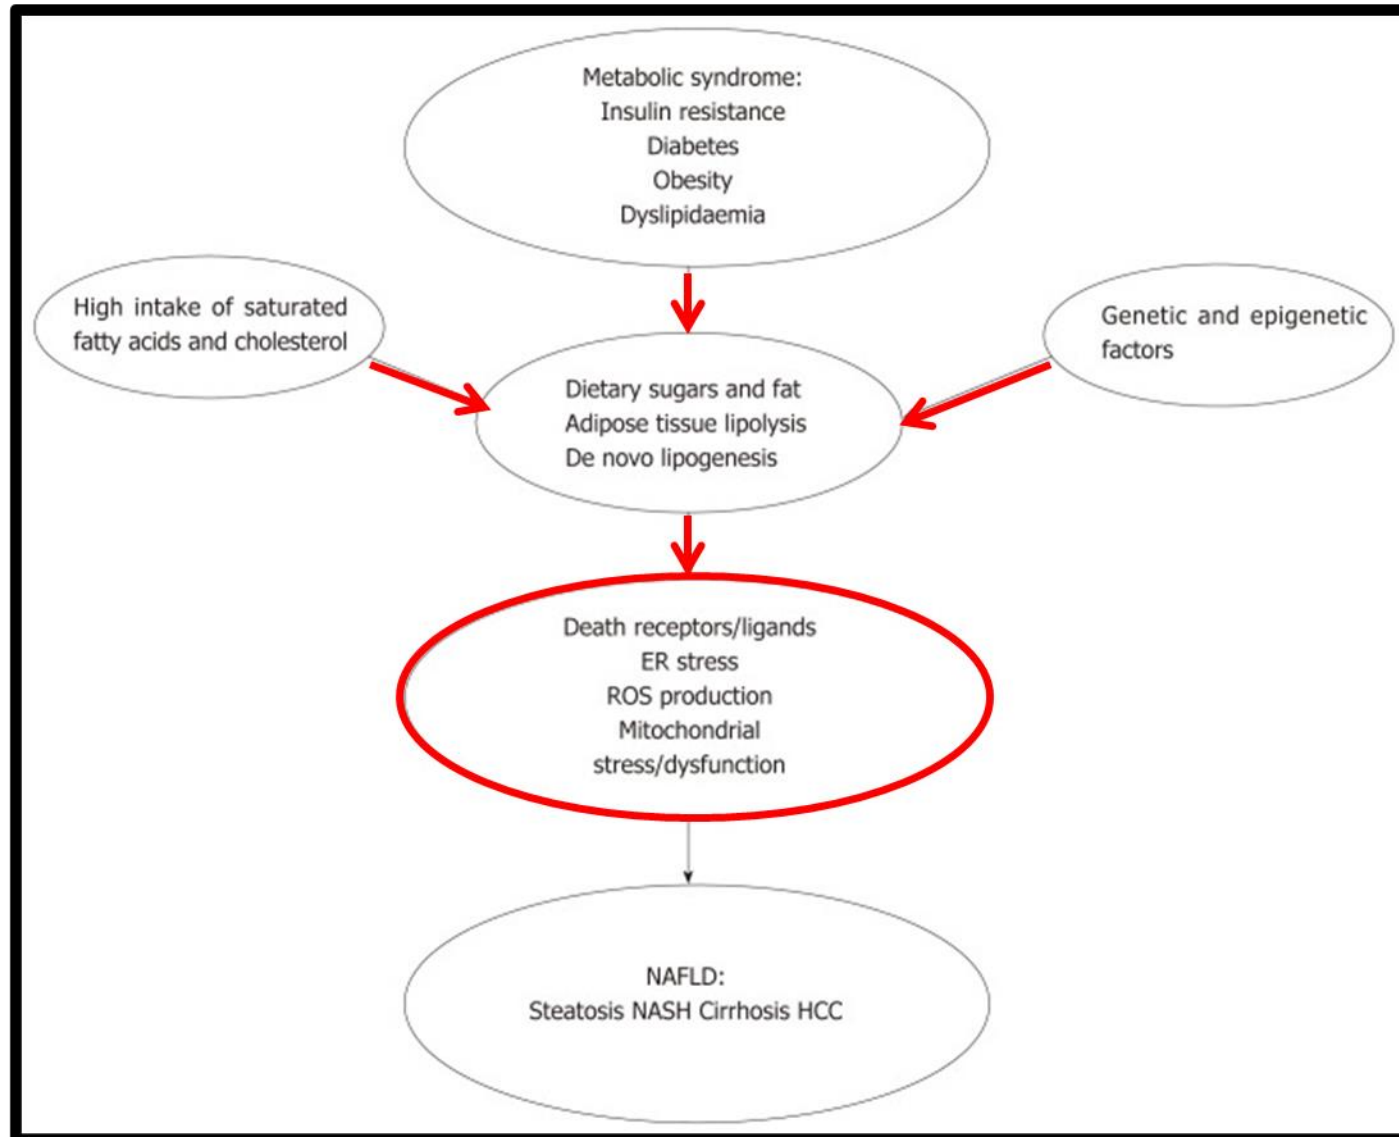 Metabolic syndrome:
Insulin resistance
Diabetes
Obesity
Dyslipidaemia
High intake of saturated
fatty acids and cholesterol
Genetic and epigenetic
factors
Dietary sugars and fat
Adipose tissue lipolysis
De novo lipogenesis
Death receptors/ligands
ER stress
ROS production
Mitochondrial
stress/dysfunction
NAFLD:
Steatosis NASH Cirrhosis HCC